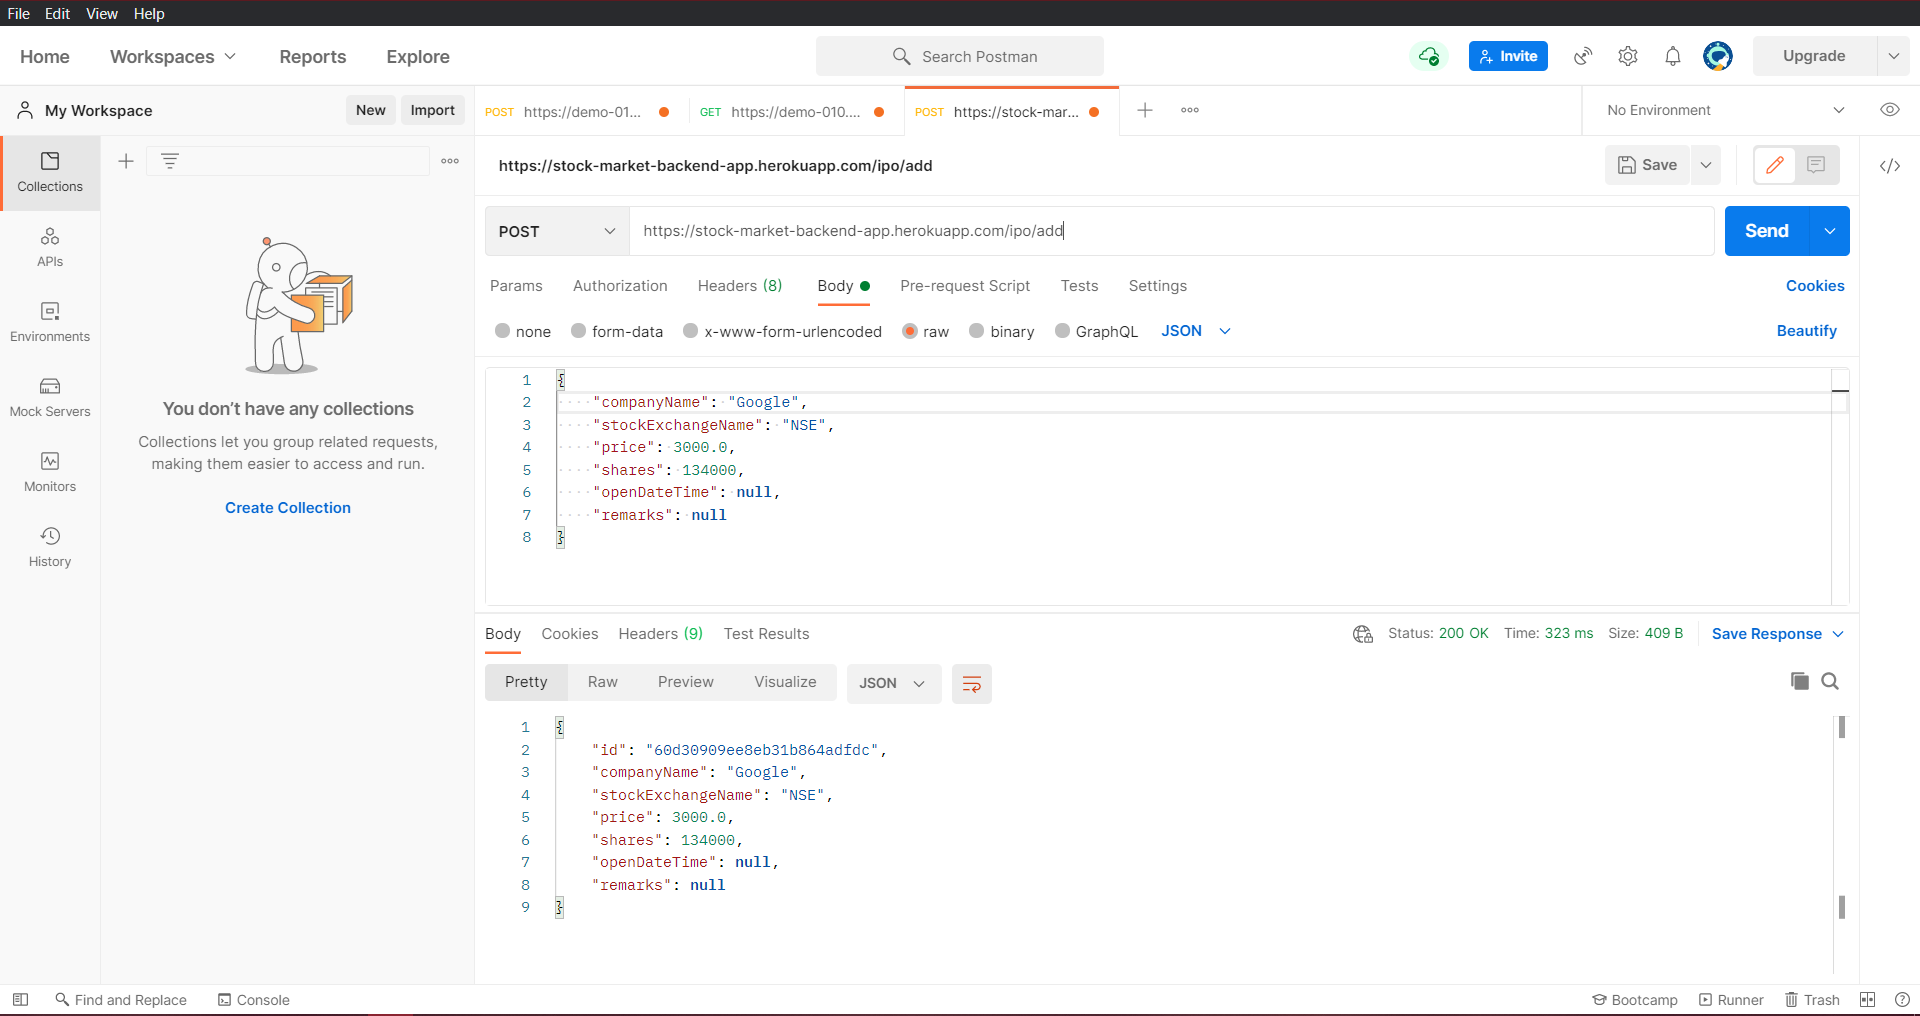 File Edit View Help
Home Workspaces Reports Explore Search Postman Invite Upgrade
My Workspace New Import POST https://demo-01... GET https://demo-010.... POST https://stock-mar... No Environment
https://stock-market-backend-app.herokuapp.com/ipo/add Save
POST https://stock-market-backend-app.herokuapp.com/ipo/add Send
Params Authorization Headers (8) Body Pre-request Script Tests Settings Cookies
none form-data x-www-form-urlencoded raw binary GraphQL JSON Beautify
1 {
2 "companyName": "Google",
3 "stockExchangeName": "NSE",
4 "price": 3000.0,
5 "shares": 134000,
6 "openDateTime": null,
7 "remarks": null
8 }
Collections
APIs
Environments
Mock Servers
Monitors
History
You don't have any collections
Collections let you group related requests,
making them easier to access and run.
Create Collection
Body Cookies Headers (9) Test Results Status: 200 OK Time: 323 ms Size: 409 B Save Response
Pretty Raw Preview Visualize JSON
1 {
2 "id": "60d30909ee8eb31b864adfdc",
3 "companyName": "Google",
4 "stockExchangeName": "NSE",
5 "price": 3000.0,
6 "shares": 134000,
7 "openDateTime": null,
8 "remarks": null
9 }
Find and Replace Console Bootcamp Runner Trash